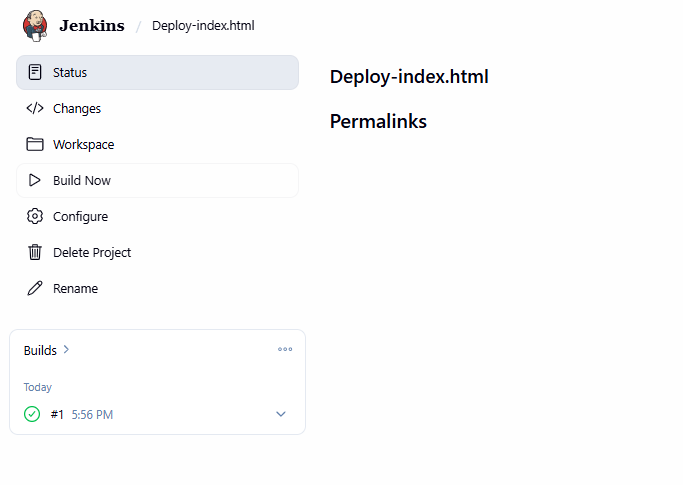 Jenkins / Deploy-index.html
Status
Changes
Workspace
Build Now
Configure
Delete Project
Rename
Builds
Today
#1 5:56 PM
Deploy-index.html
Permalinks